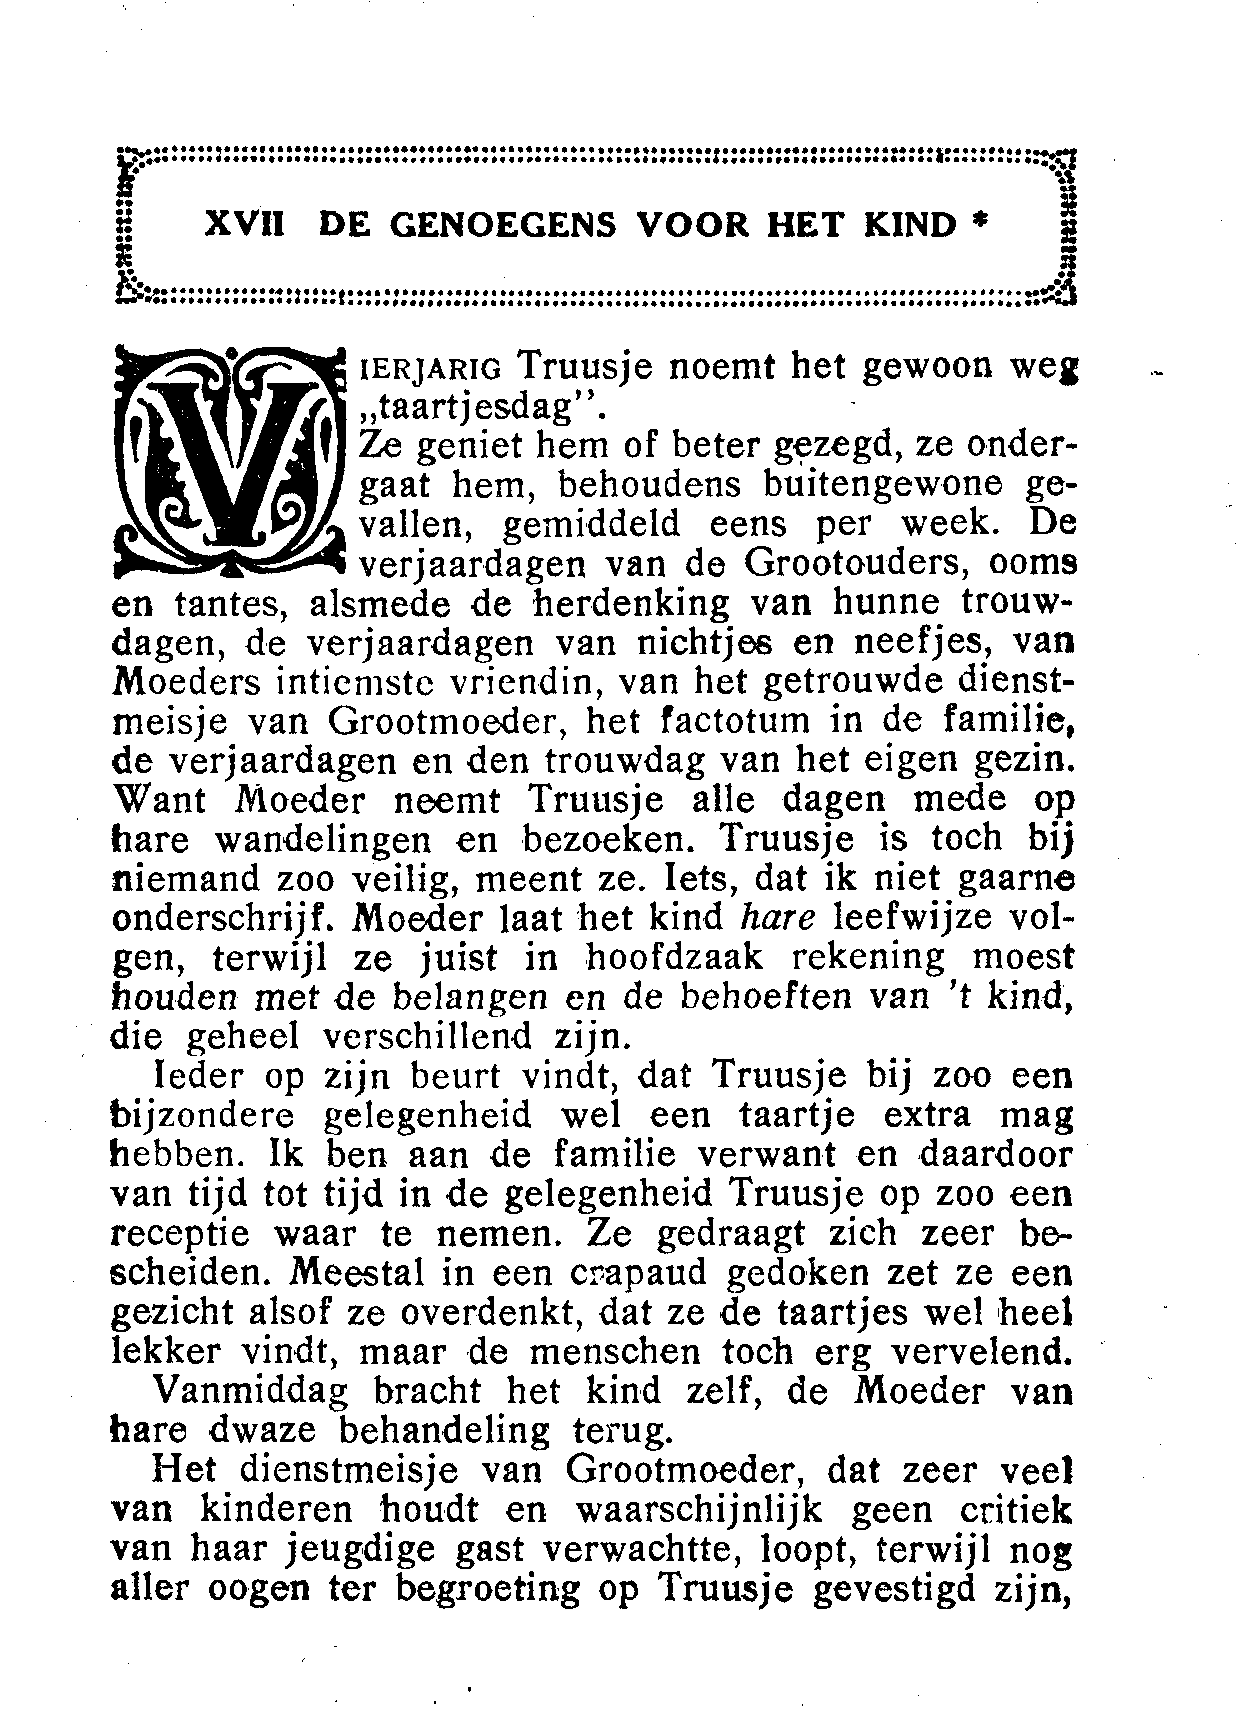 XVII DE GENOEGENS VOOR HET KIND *
VIERJARIG Truusje noemt het gewoon weg
„taartjesdag".
Ze geniet hem of beter gezegd, ze onder-
gaat hem, behoudens buitengewone ge-
vallen, gemiddeld eens per week. De
verjaardagen van de Grootouders, ooms
en tantes, alsmede de herdenking van hunne trouw-
dagen, de verjaardagen van nichtjes en neefjes, van
Moeders intiemste vriendin, van het getrouwde dienst-
meisje van Grootmoeder, het factotum in de familie,
de verjaardagen en den trouwdag van het eigen gezin.
Want Moeder neemt Truusje alle dagen mede op
hare wandelingen en bezoeken. Truusje is toch bij
niemand zoo veilig, meent ze. Iets, dat ik niet gaarne
onderschrijf. Moeder laat het kind hare leefwijze vol-
gen, terwijl ze juist in hoofdzaak rekening moest
houden met de belangen en de behoeften van 't kind,
die geheel verschillend zijn.
Ieder op zijn beurt vindt, dat Truusje bij zoo een
bijzondere gelegenheid wel een taartje extra mag
hebben. Ik ben aan de familie verwant en daardoor
van tijd tot tijd in de gelegenheid Truusje op zoo een
receptie waar te nemen. Ze gedraagt zich zeer be-
scheiden. Meestal in een crapaud gedoken zet ze een
gezicht alsof ze overdenkt, dat ze de taartjes wel heel
lekker vindt, maar de menschen toch erg vervelend.
Vanmiddag bracht het kind zelf, de Moeder van
hare dwaze behandeling terug.
Het dienstmeisje van Grootmoeder, dat zeer veel
van kinderen houdt en waarschijnlijk geen critiek
van haar jeugdige gast verwachtte, loopt, terwijl nog
aller oogen ter begroeting op Truusje gevestigd zijn,